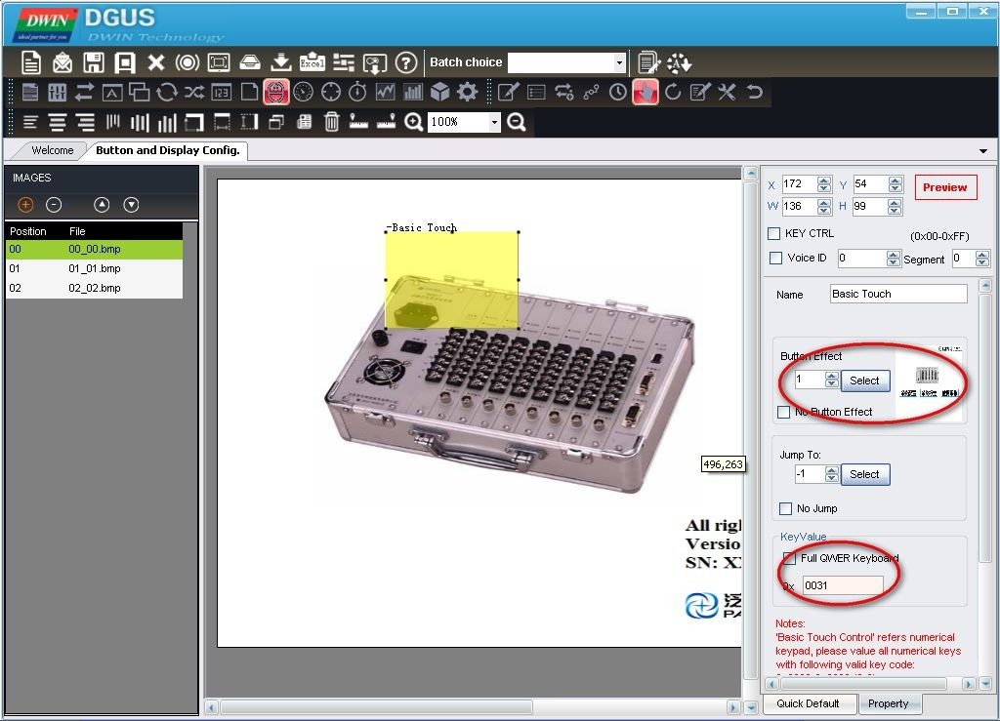 DWIN
ideal partner for you
DGUS
DWIN Technology
Excel
Batch choice
123
100%
Welcome
Button and Display Config.
IMAGES
Position File
00 00_00.bmp
01 01_01.bmp
02 02_02.bmp
-Basic Touch
496,263
All righ
Versio
SN: X
泛
PA
X 172 Y 54
W 136 H 99
Preview
KEY CTRL
(0x00-0xFF)
Voice ID 0 Segment 0
Name Basic Touch
Button Effect
1 Select
No Button Effect
Jump To:
-1 Select
No Jump
KeyValue
Full QWER Keyboard
0x 0031
Notes:
'Basic Touch Control' refers numerical
keypad, please value all numerical keys
with following valid key code:
Quick Default Property